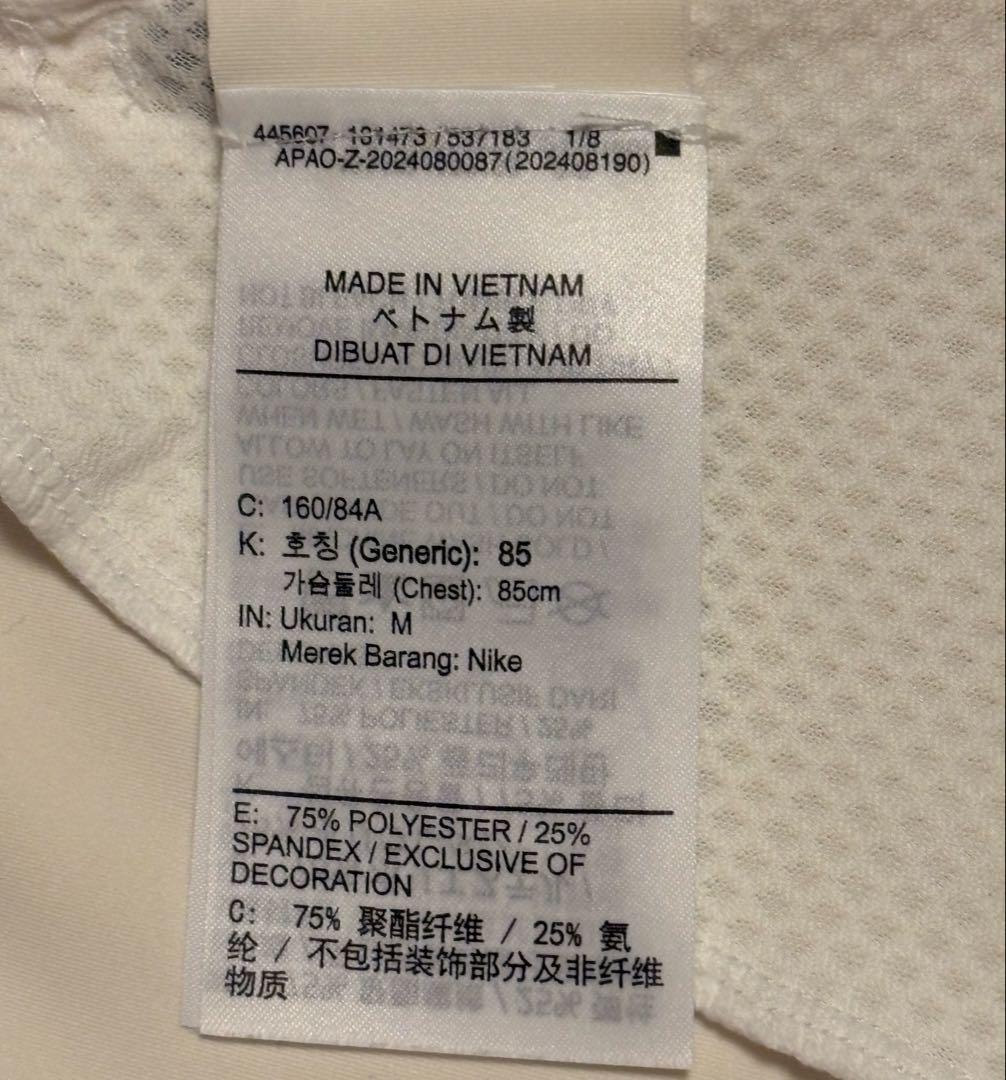 445607 161473 / 537183 1/8
APAO-Z-2024080087(202408190)
MADE IN VIETNAM
ベトナム製
DIBUAT DI VIETNAM
C: 160/84A
K: 호칭 (Generic): 85
가슴둘레 (Chest): 85cm
IN: Ukuran: M
Merek Barang: Nike
E: 75% POLYESTER / 25%
SPANDEX / EXCLUSIVE OF
DECORATION
C: 75% 聚酯纤维 / 25% 氨
纶 / 不包括装饰部分及非纤维
物质